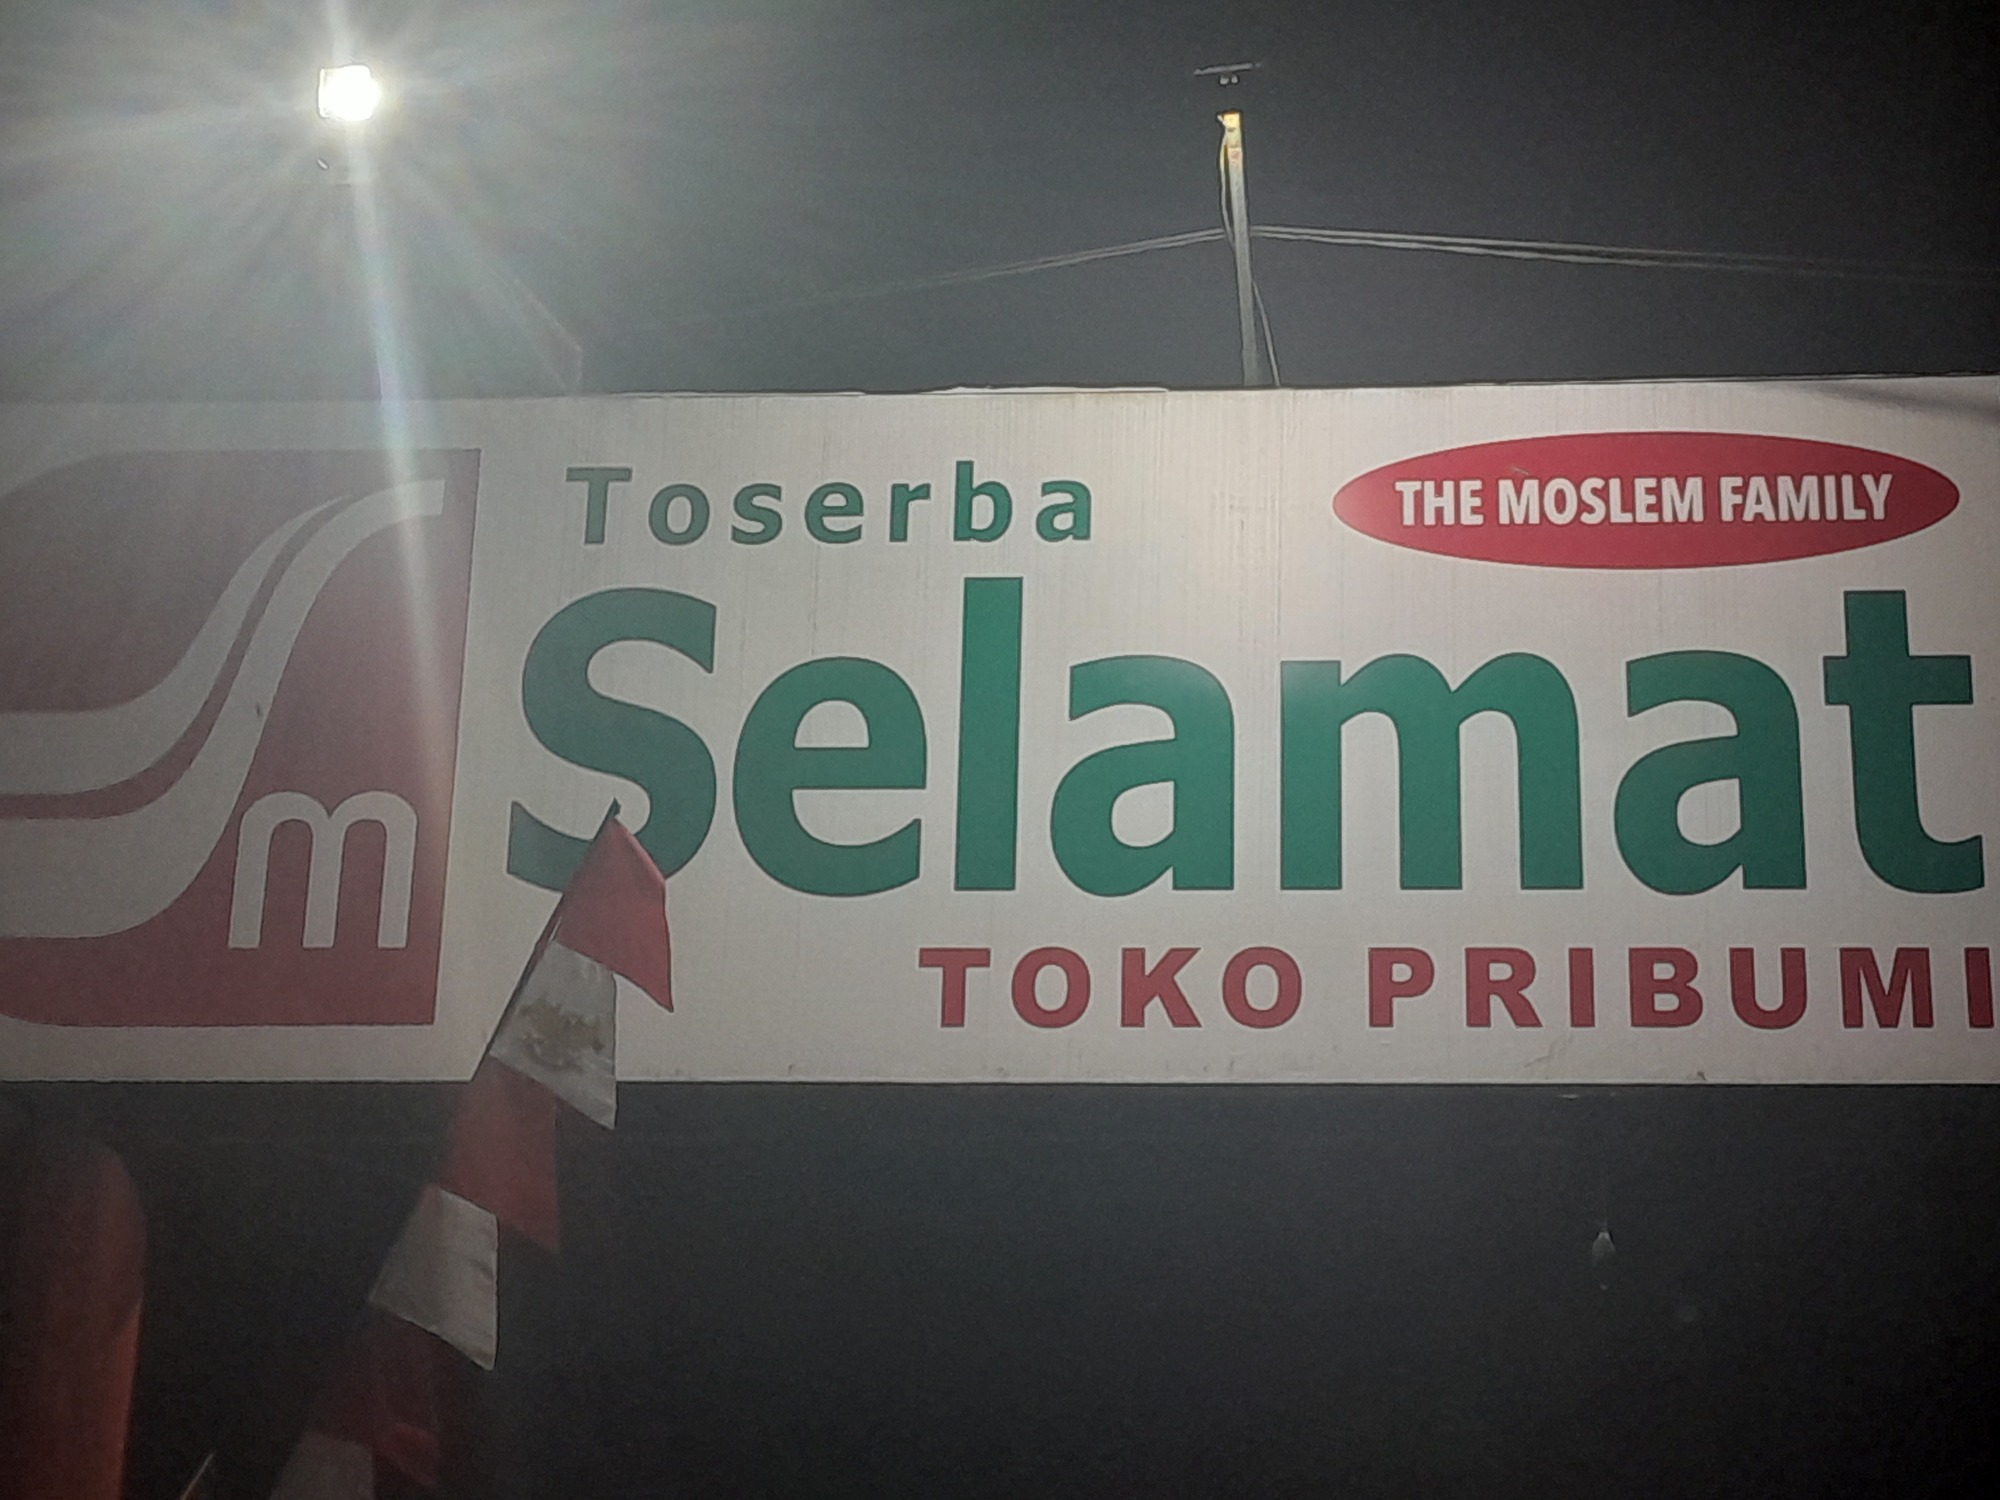 Toserba
THE MOSLEM FAMILY
Selamat
TOKO PRIBUMI
m